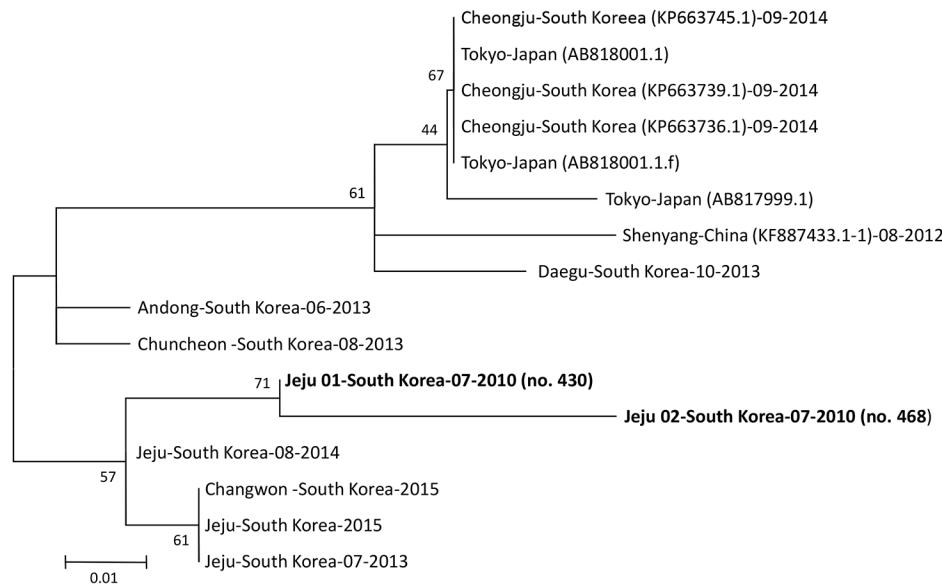 Cheongju-South Koreea (KP663745.1)-09-2014
Tokyo-Japan (AB818001.1)
67
Cheongju-South Korea (KP663739.1)-09-2014
44
Cheongju-South Korea (KP663736.1)-09-2014
Tokyo-Japan (AB818001.1.f)
61
Tokyo-Japan (AB817999.1)
Shenyang-China (KF887433.1-1)-08-2012
Daegu-South Korea-10-2013
Andong-South Korea-06-2013
Chuncheon -South Korea-08-2013
71
Jeju 01-South Korea-07-2010 (no. 430)
Jeju 02-South Korea-07-2010 (no. 468)
Jeju-South Korea-08-2014
57
Changwon -South Korea-2015
Jeju-South Korea-2015
61
Jeju-South Korea-07-2013
0.01